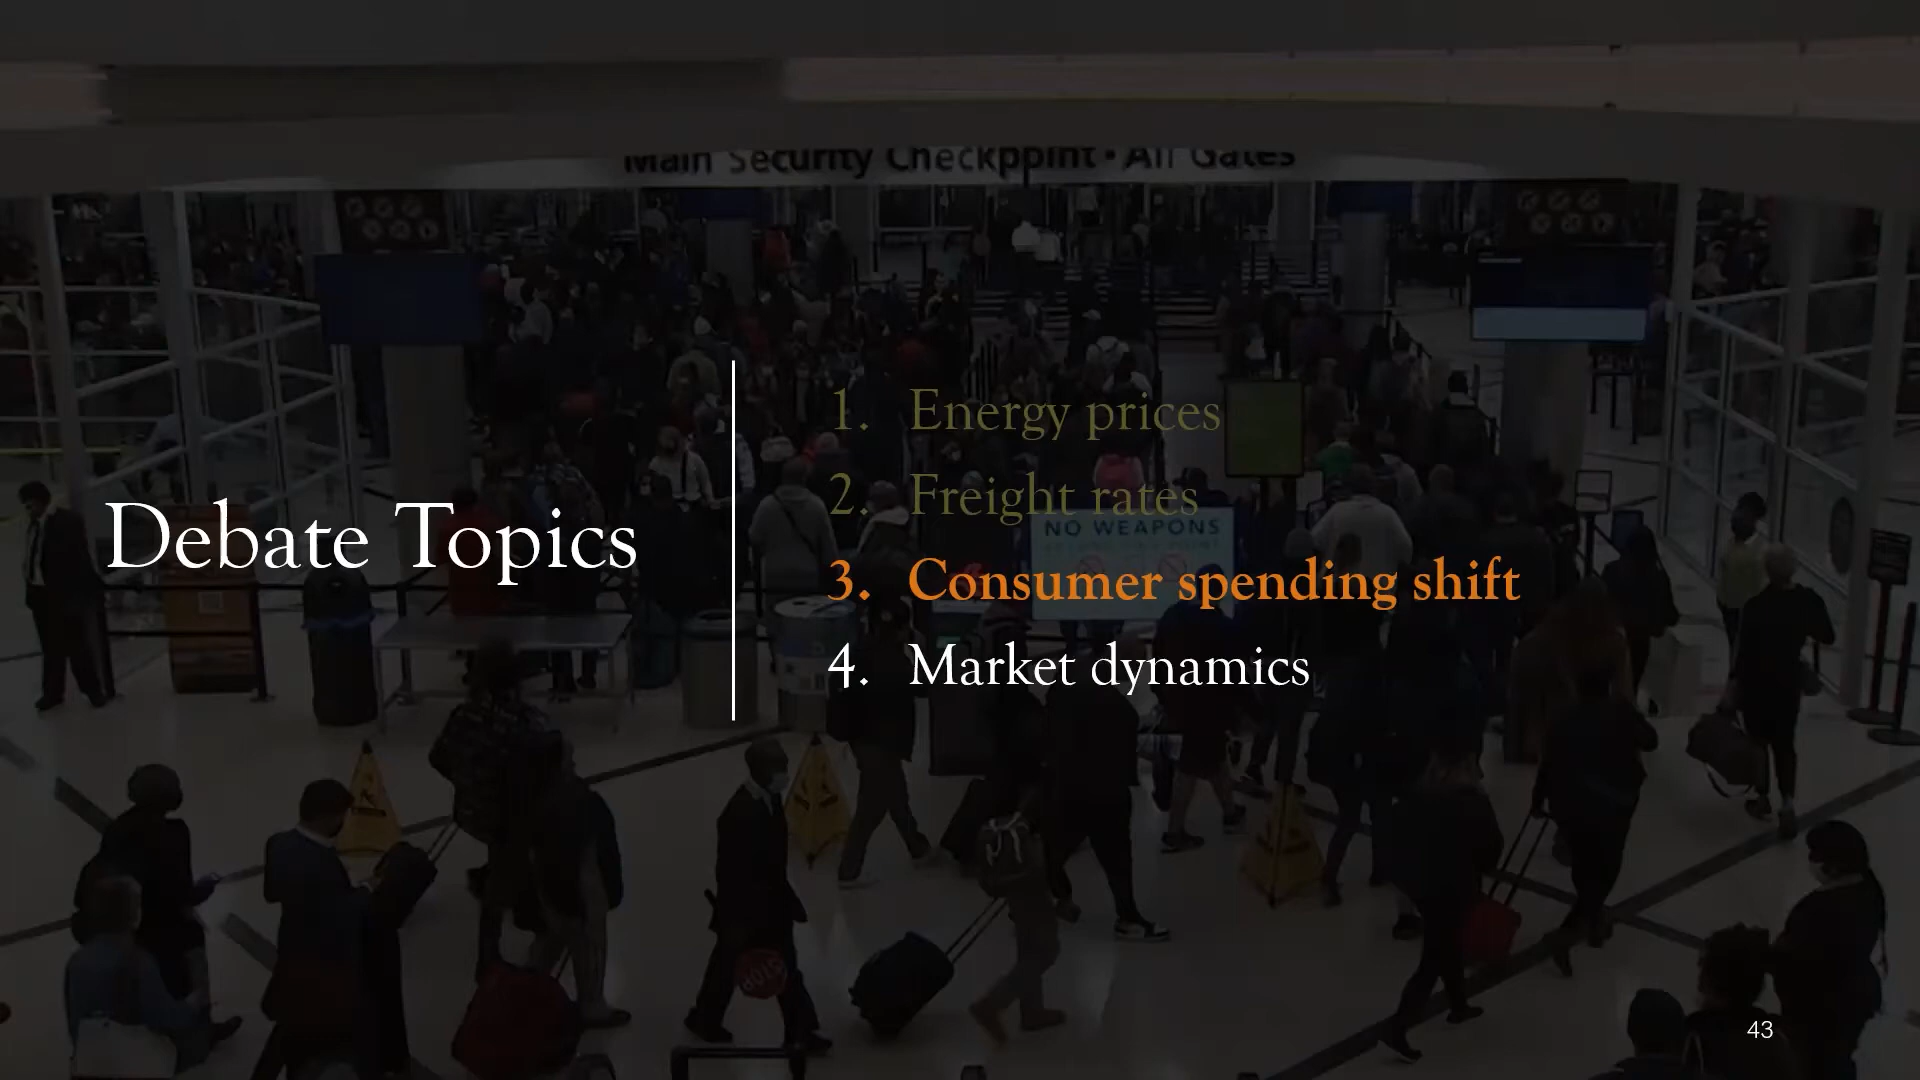 Main Security Checkpoint • All Gates
1. Energy prices
2. Freight rates
NO WEAPONS
Debate Topics
3. Consumer spending shift
4. Market dynamics
STOP
43